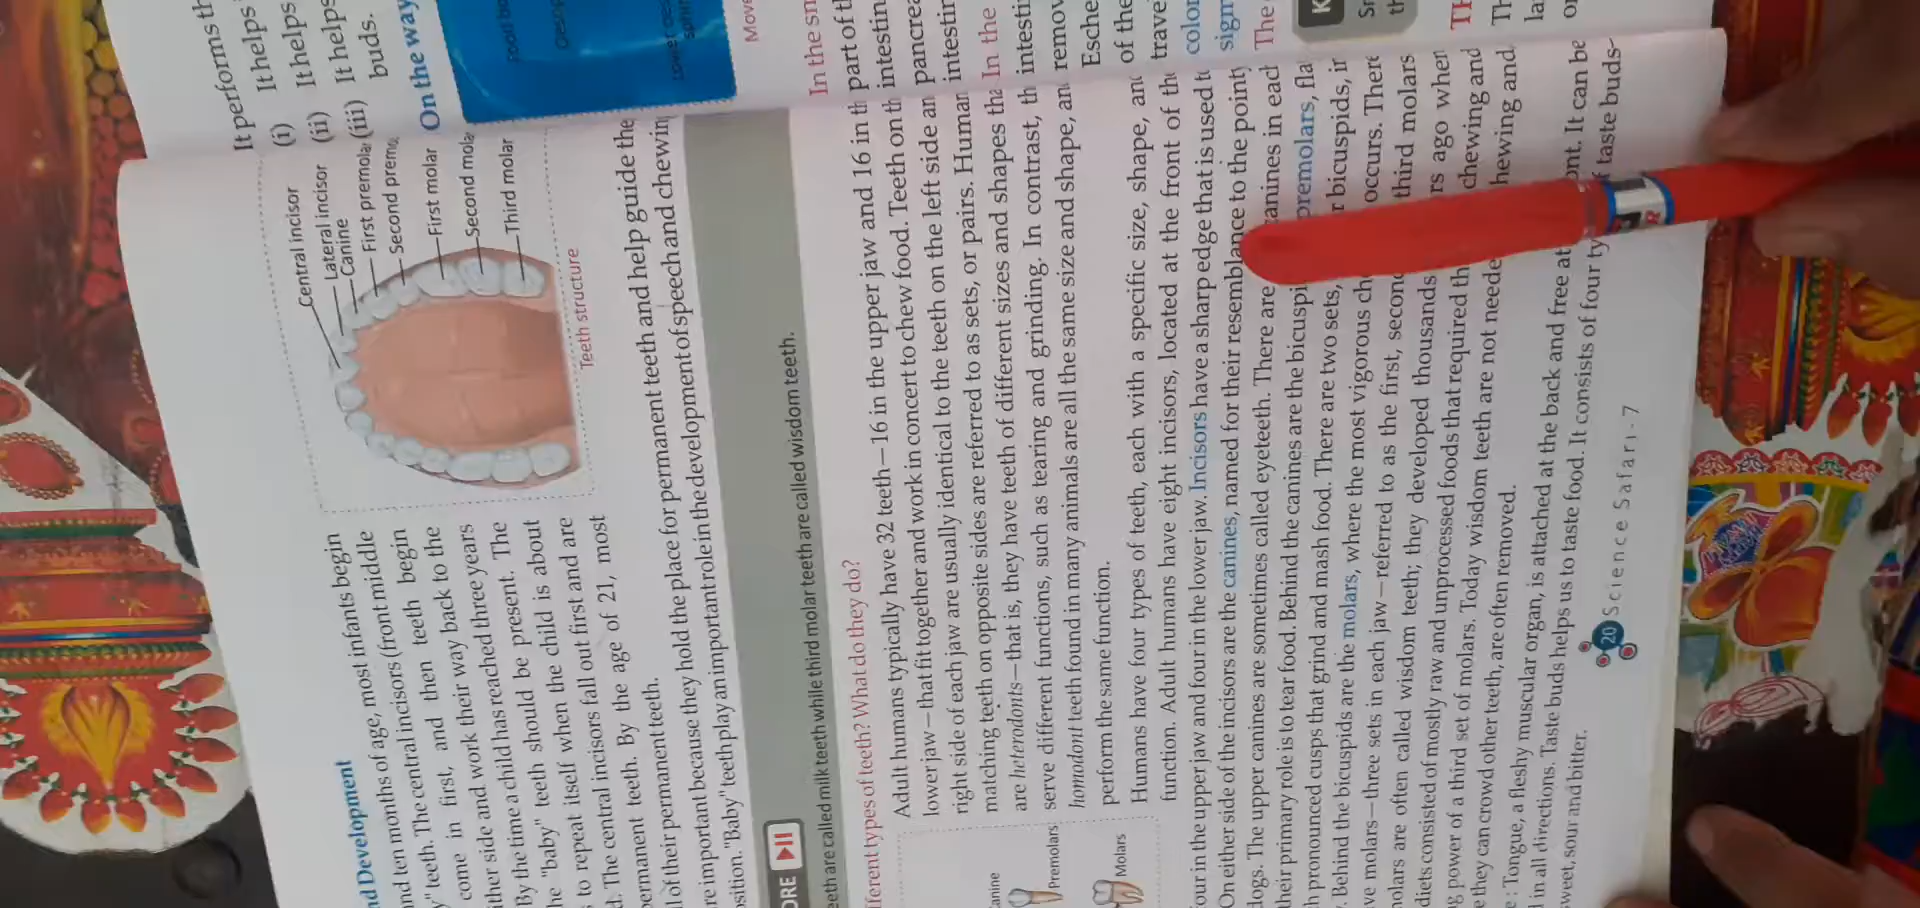 Central incisor
Lateral incisor
Canine
First premolar
Second premo
First molar
Second mola
Third molar
Teeth structure
nd Development
nd ten months of age, most infants begin
y" teeth. The central incisors (front middle
come in first, and then teeth begin
ither side and work their way back to the
By the time a child has reached three years
he "baby" teeth should be present. The
s to repeat itself when the child is about
d. The central incisors fall out first and are
permanent teeth. By the age of 21, most
l of their permanent teeth.
re important because they hold the place for permanent teeth and help guide the
osition. "Baby" teeth play an important role in the development of speech and chewing
ORE
eeth are called milk teeth while third molar teeth are called wisdom teeth.
fferent types of teeth? What do they do?
Adult humans typically have 32 teeth—16 in the upper jaw and 16 in th
lower jaw—that fit together and work in concert to chew food. Teeth on th
right side of each jaw are usually identical to the teeth on the left side an
matching teeth on opposite sides are referred to as sets, or pairs. Human
are heterodonts—that is, they have teeth of different sizes and shapes tha
serve different functions, such as tearing and grinding. In contrast, th
homodont teeth found in many animals are all the same size and shape, an
perform the same function.
Humans have four types of teeth, each with a specific size, shape, and
function. Adult humans have eight incisors, located at the front of the
anine
Premolars
Molars
our in the upper jaw and four in the lower jaw. Incisors have a sharp edge that is used t
On either side of the incisors are the canines, named for their resemblance to the pointy
dogs. The upper canines are sometimes called eyeteeth. There are canines in each
their primary role is to tear food. Behind the canines are the bicuspi premolars, fla
h pronounced cusps that grind and mash food. There are two sets, r bicuspids, in
. Behind the bicuspids are the molars, where the most vigorous ch occurs. There
ve molars—three sets in each jaw—referred to as the first, second third molars
molars are often called wisdom teeth; they developed thousands rs ago when
diets consisted of mostly raw and unprocessed foods that required th chewing and
g power of a third set of molars. Today wisdom teeth are not neede hewing and
e they can crowd other teeth, are often removed.
e : Tongue, a fleshy muscular organ, is attached at the back and free at ont. It can be
l in all directions. Taste buds helps us to taste food. It consists of four ty f taste buds-
sweet, sour and bitter.
20 Science Safari-7
It performs th
(i) It helps
(ii) It helps
(iii) It helps
buds.
On the way
Move
In the sm
part of th
intestin
pancrea
intestin
In the
intesti
remov
Esche
of the
trave
color
sign
The
K
Th